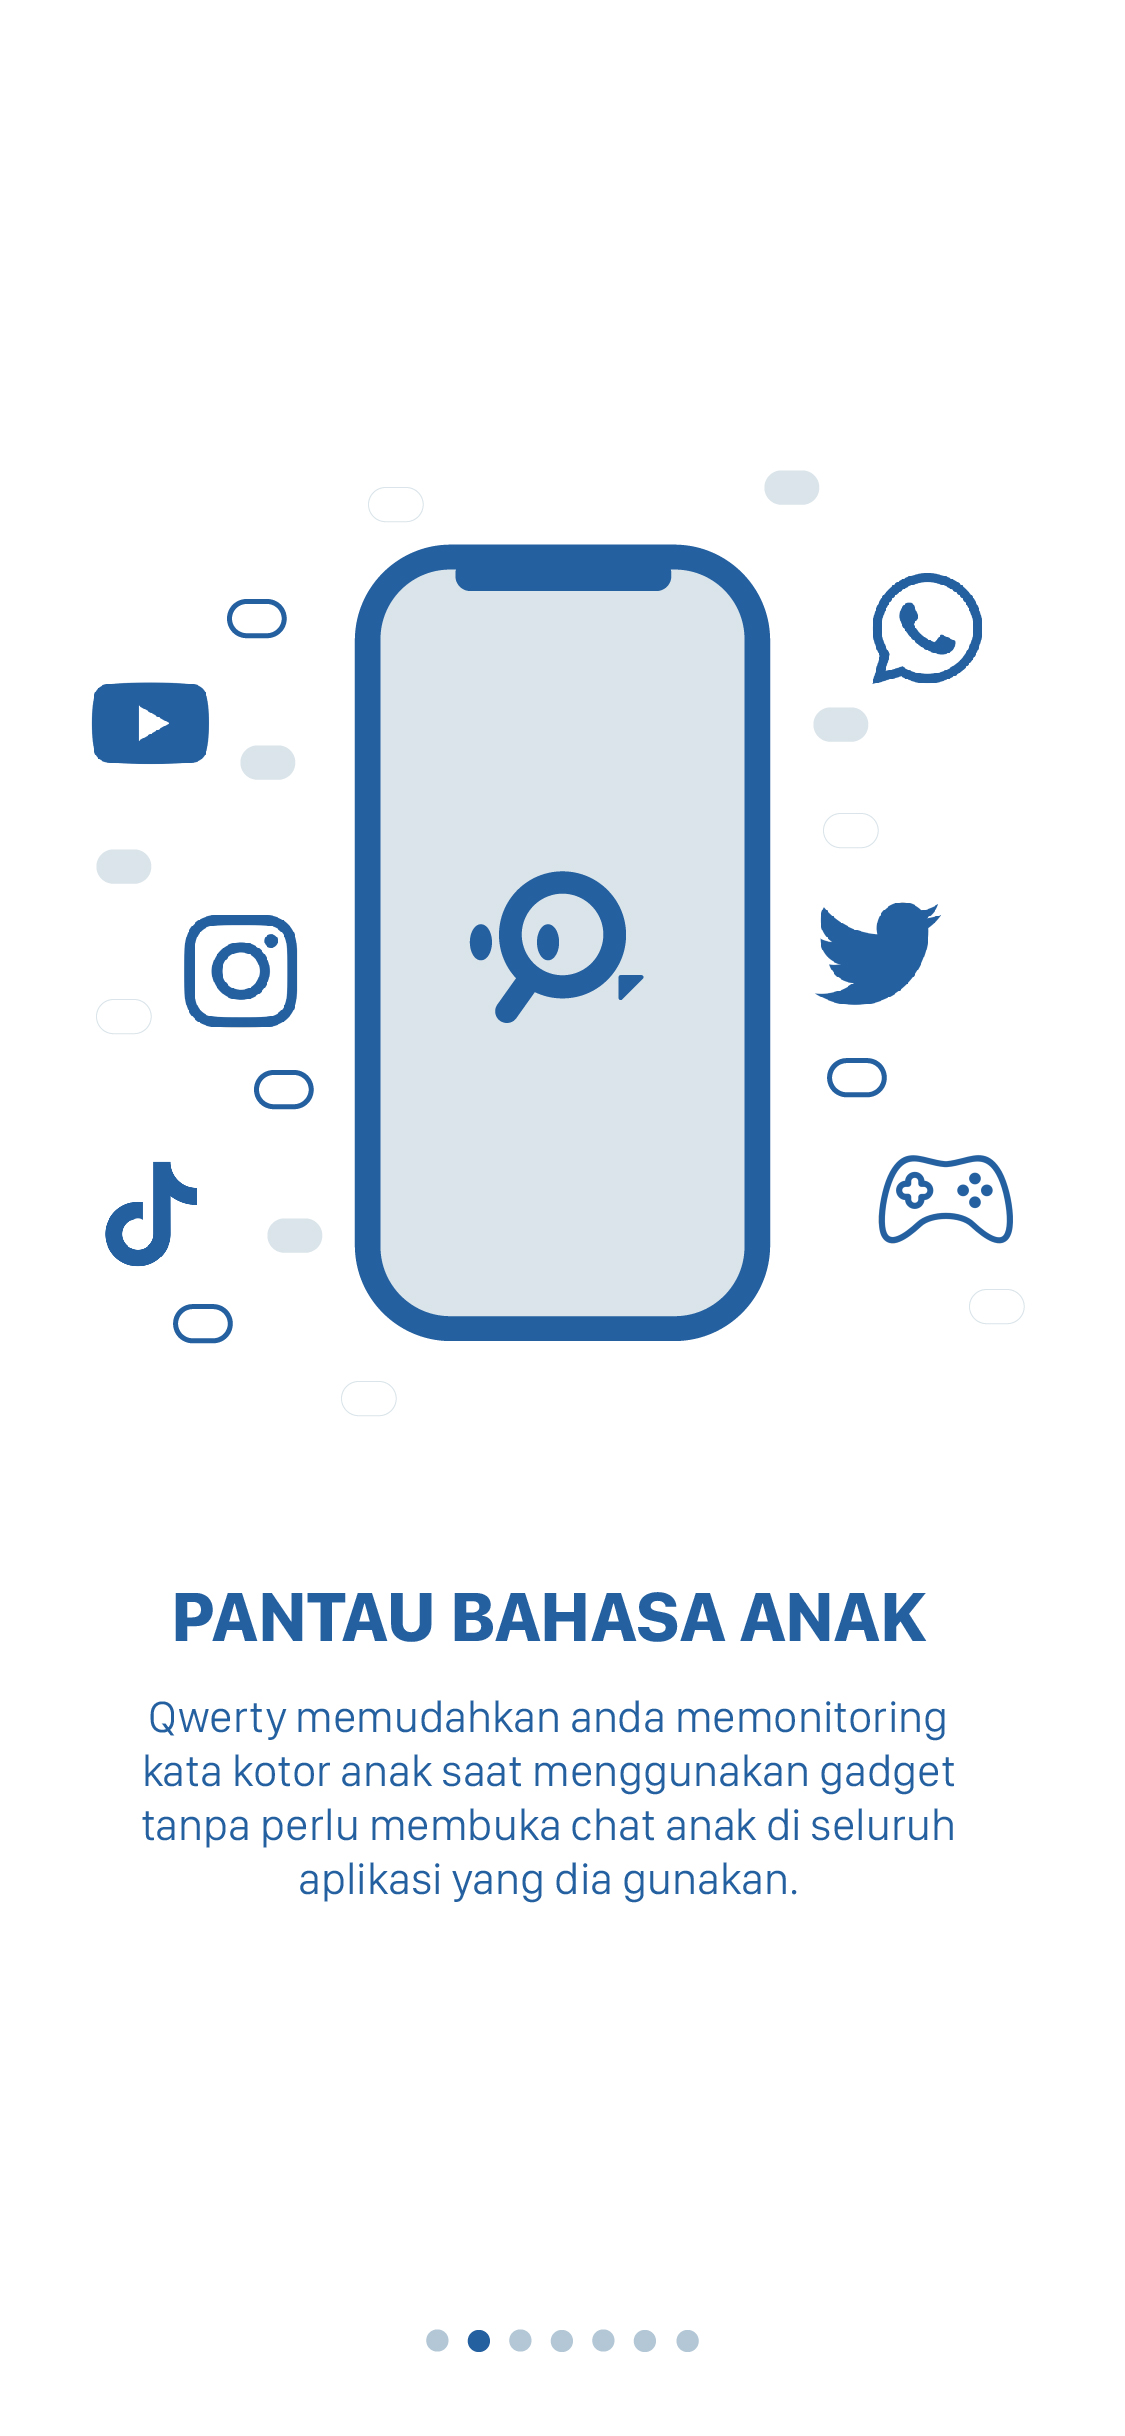 PANTAU BAHASA ANAK
Qwerty memudahkan anda memonitoring
kata kotor anak saat menggunakan gadget
tanpa perlu membuka chat anak di seluruh
aplikasi yang dia gunakan.